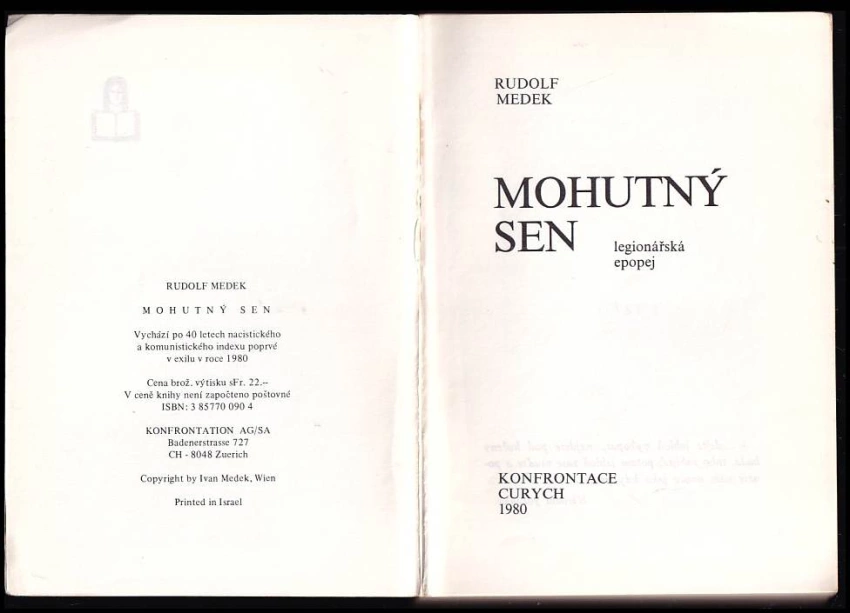 RUDOLF MEDEK
MOHUTNÝ SEN
Vychází po 40 letech nacistického
a komunistického indexu poprvé
v exilu v roce 1980
Cena brož. výtisku sFr. 22.–
V ceně knihy není započteno poštovné
ISBN: 3 85770 090 4
KONFRONTATION AG/SA
Badenerstrasse 727
CH - 8048 Zuerich
Copyright by Ivan Medek, Wien
Printed in Israel
RUDOLF
MEDEK
MOHUTNÝ
SEN
legionářská
epopej
KONFRONTACE
CURYCH
1980